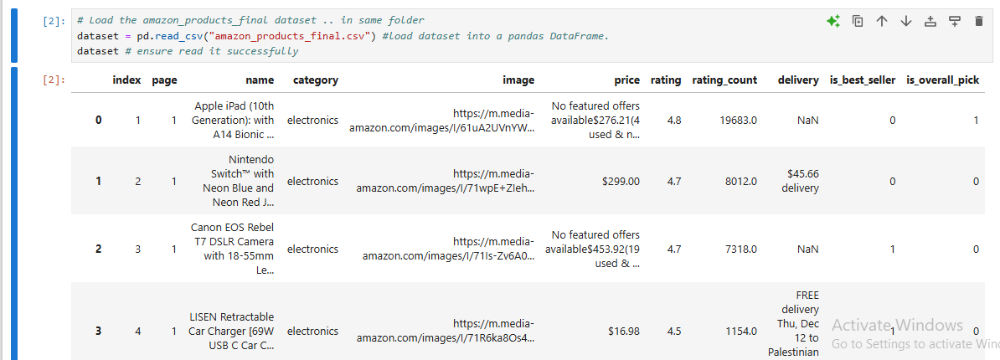 [2]: # Load the amazon_products_final dataset .. in same folder
dataset = pd.read_csv("amazon_products_final.csv") #load dataset into a pandas DataFrame.
dataset # ensure read it successfully
[2]: index page name category image price rating rating_count delivery is_best_seller is_overall_pick
0 1 1 Apple iPad (10th Generation): with A14 Bionic ... electronics https://m.media-amazon.com/images/I/61uA2UVnYW... No featured offers available$276.21(4 used & n... 4.8 19683.0 NaN 0 1
1 2 1 Nintendo Switch™ with Neon Blue and Neon Red J... electronics https://m.media-amazon.com/images/I/71wpE+ZIeh... $299.00 4.7 8012.0 $45.66 delivery 0 0
2 3 1 Canon EOS Rebel T7 DSLR Camera with 18-55mm Le... electronics https://m.media-amazon.com/images/I/71Is-Zv6A0... No featured offers available$453.92(19 used & ... 4.7 7318.0 NaN 1 0
3 4 1 LISEN Retractable Car Charger [69W USB C Car C... electronics https://m.media-amazon.com/images/I/71R6ka8Os4... $16.98 4.5 1154.0 FREE delivery Thu, Dec 12 to Palestinian 1 0
Activate Windows
Go to Settings to activate Win